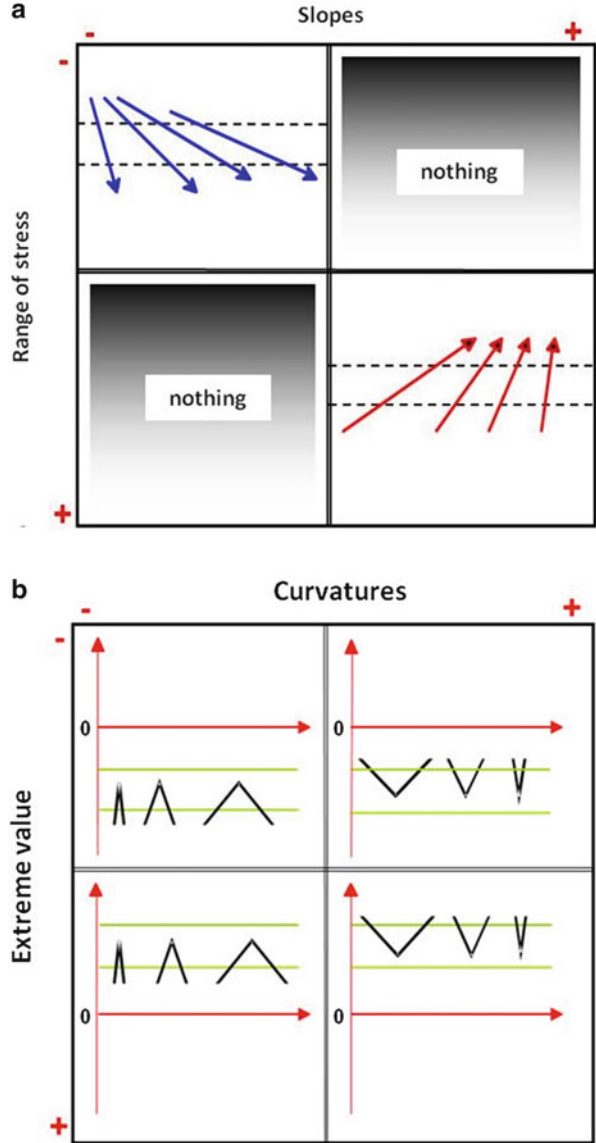 a
Slopes
- +
-
Range of stress
nothing
nothing
+
b
Curvatures
- +
-
Extreme value
0
0
0
0
+